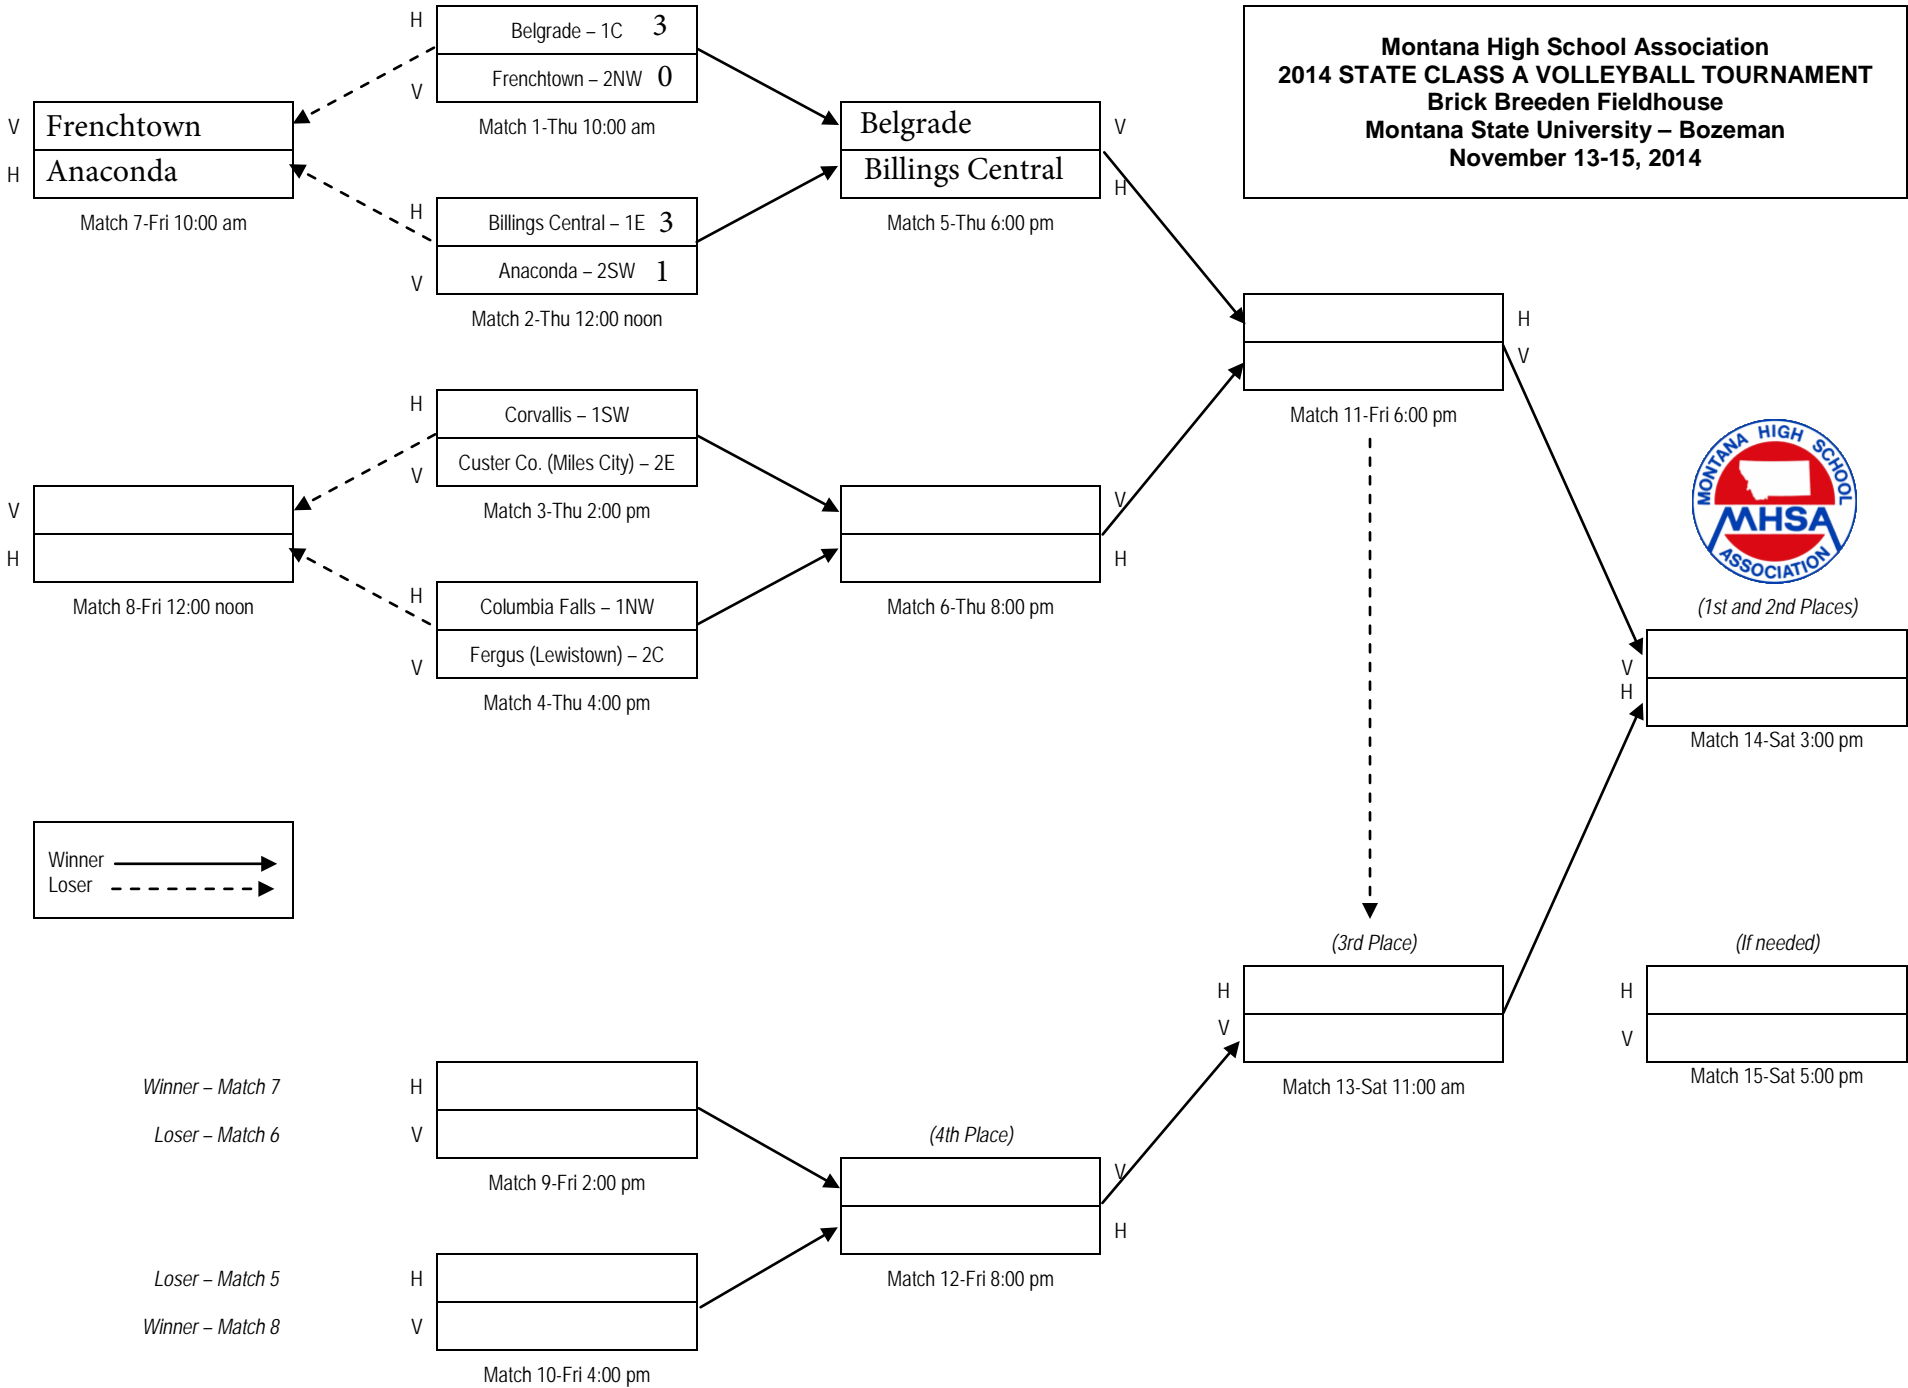 Montana High School Association
2014 STATE CLASS A VOLLEYBALL TOURNAMENT
Brick Breeden Fieldhouse
Montana State University – Bozeman
November 13-15, 2014
H
Belgrade – 1C 3
V
Frenchtown – 2NW 0
Match 1-Thu 10:00 am
V
Frenchtown
H
Anaconda
Match 7-Fri 10:00 am
H
Billings Central – 1E 3
V
Anaconda – 2SW 1
Match 2-Thu 12:00 noon
Belgrade
V
Billings Central
H
Match 5-Thu 6:00 pm
H
Corvallis – 1SW
V
Custer Co. (Miles City) – 2E
Match 3-Thu 2:00 pm
V
H
Match 8-Fri 12:00 noon
H
Columbia Falls – 1NW
V
Fergus (Lewistown) – 2C
Match 4-Thu 4:00 pm
V
H
Match 6-Thu 8:00 pm
H
V
Match 11-Fri 6:00 pm
MONTANA HIGH SCHOOL
MHSA
ASSOCIATION
(1st and 2nd Places)
V
H
Match 14-Sat 3:00 pm
Winner
Loser
(3rd Place)
H
V
Match 13-Sat 11:00 am
(If needed)
H
V
Match 15-Sat 5:00 pm
Winner – Match 7
H
Loser – Match 6
V
Match 9-Fri 2:00 pm
(4th Place)
V
H
Match 12-Fri 8:00 pm
Loser – Match 5
H
Winner – Match 8
V
Match 10-Fri 4:00 pm